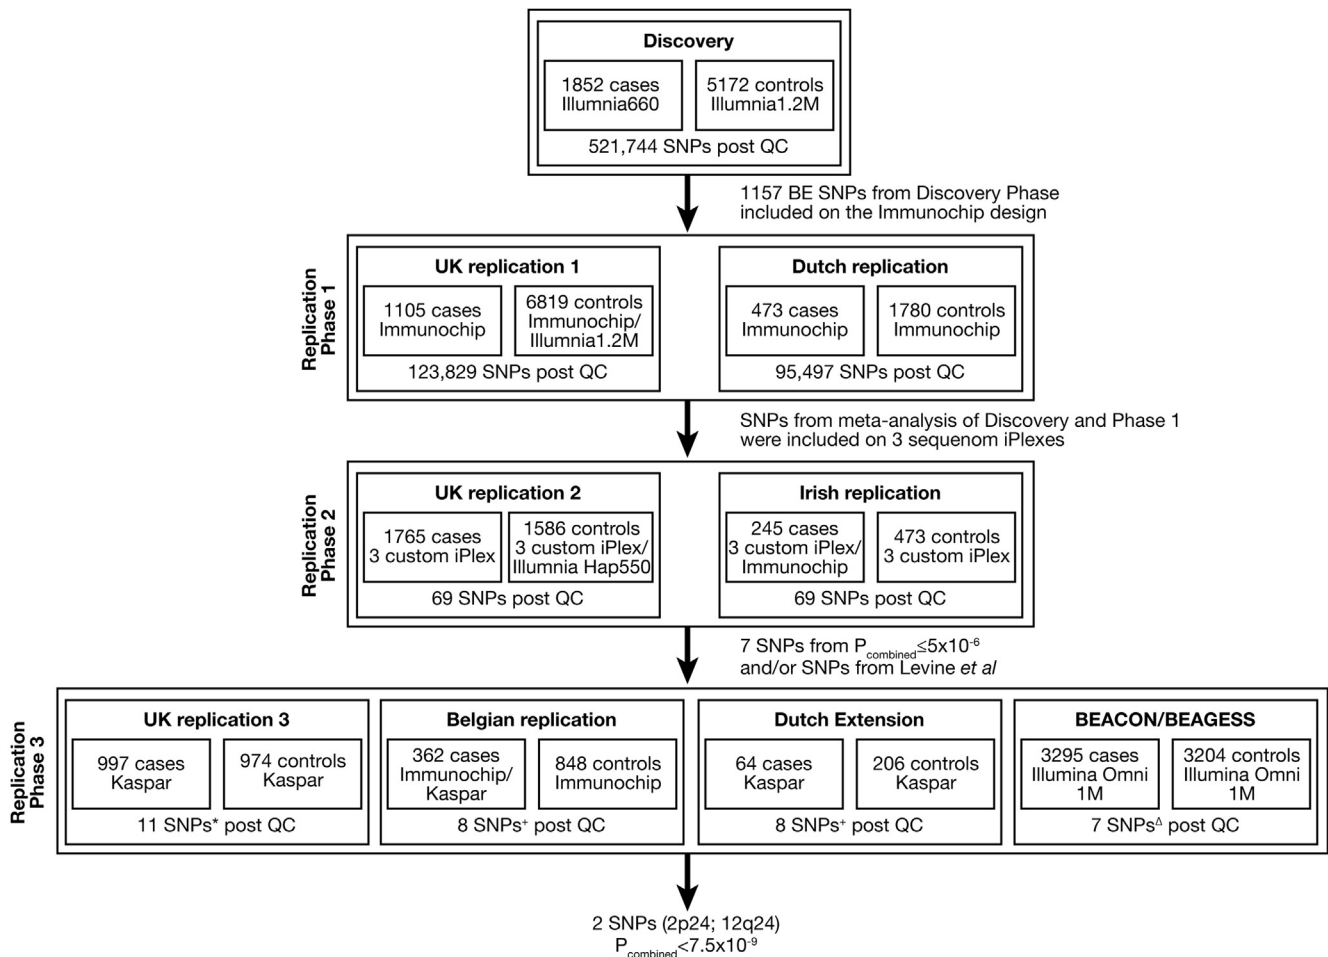 Discovery
1852 cases
Illumnia660
5172 controls
Illumnia1.2M
521,744 SNPs post QC
1157 BE SNPs from Discovery Phase
included on the Immunochip design
Replication
Phase 1
UK replication 1
1105 cases
Immunochip
6819 controls
Immunochip/
Illumnia1.2M
123,829 SNPs post QC
Dutch replication
473 cases
Immunochip
1780 controls
Immunochip
95,497 SNPs post QC
SNPs from meta-analysis of Discovery and Phase 1
were included on 3 sequenom iPlexes
Replication
Phase 2
UK replication 2
1765 cases
3 custom iPlex
1586 controls
3 custom iPlex/
Illumnia Hap550
69 SNPs post QC
Irish replication
245 cases
3 custom iPlex/
Immunochip
473 controls
3 custom iPlex
69 SNPs post QC
7 SNPs from Pcombined≤5x10⁻⁶
and/or SNPs from Levine et al
Replication
Phase 3
UK replication 3
997 cases
Kaspar
974 controls
Kaspar
11 SNPs* post QC
Belgian replication
362 cases
Immunochip/
Kaspar
848 controls
Immunochip
8 SNPs⁺ post QC
Dutch Extension
64 cases
Kaspar
206 controls
Kaspar
8 SNPs⁺ post QC
BEACON/BEAGESS
3295 cases
Illumina Omni
1M
3204 controls
Illumina Omni
1M
7 SNPsΔ post QC
2 SNPs (2p24; 12q24)
Pcombined<7.5x10⁻⁹